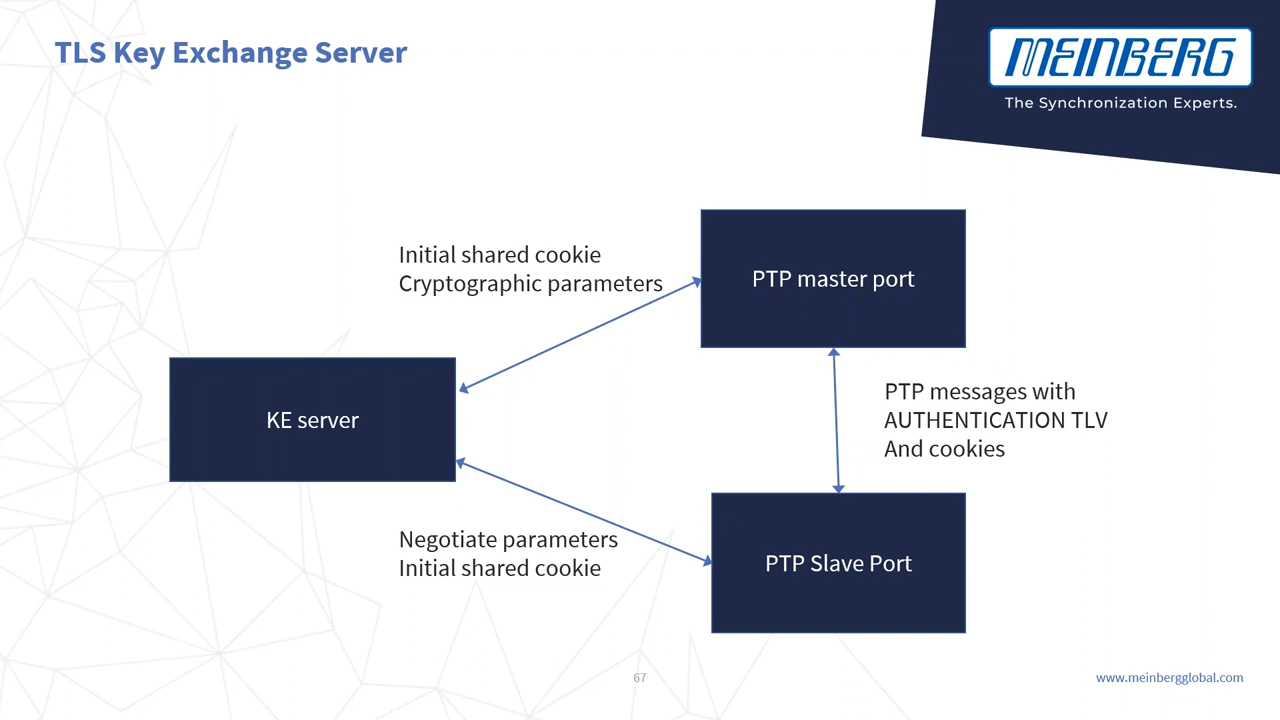 TLS Key Exchange Server
MEINBERG
The Synchronization Experts.
Initial shared cookie
Cryptographic parameters
PTP master port
KE server
PTP messages with
AUTHENTICATION TLV
And cookies
Negotiate parameters
Initial shared cookie
PTP Slave Port
67
www.meinbergglobal.com